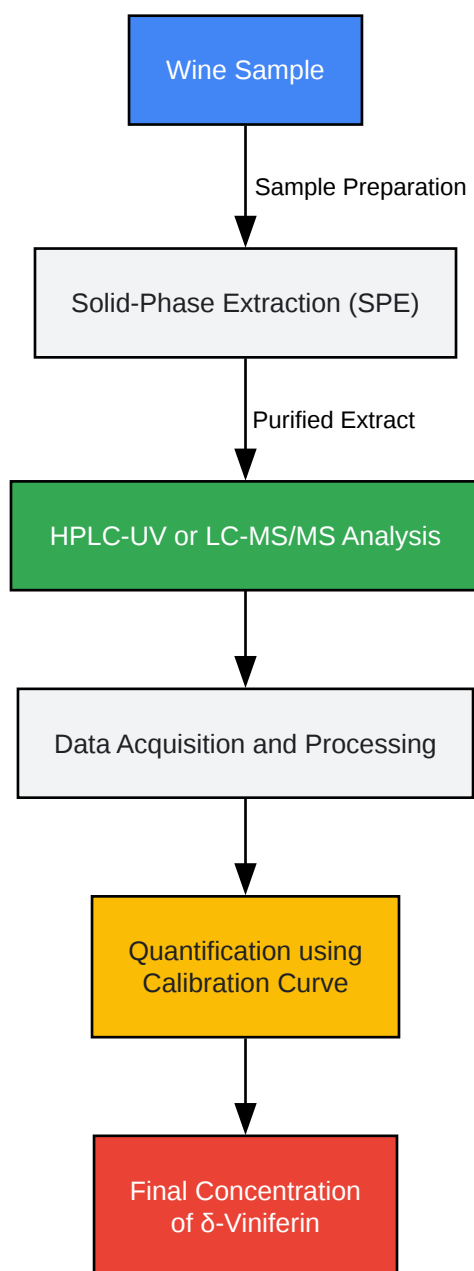 Wine Sample
Sample Preparation
Solid-Phase Extraction (SPE)
Purified Extract
HPLC-UV or LC-MS/MS Analysis
Data Acquisition and Processing
Quantification using
Calibration Curve
Final Concentration
of δ-Viniferin